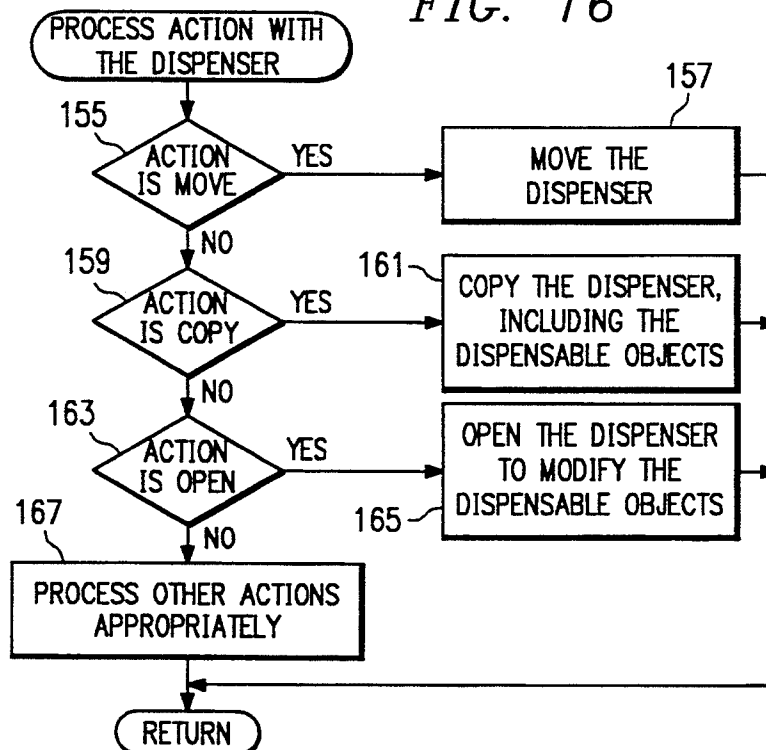 FIG. 16
PROCESS ACTION WITH
THE DISPENSER
155
ACTION
IS MOVE
YES
157
MOVE THE
DISPENSER
NO
159
ACTION
IS COPY
YES
161
COPY THE DISPENSER,
INCLUDING THE
DISPENSABLE OBJECTS
NO
163
ACTION
IS OPEN
YES
OPEN THE DISPENSER
TO MODIFY THE
DISPENSABLE OBJECTS
165
NO
167
PROCESS OTHER ACTIONS
APPROPRIATELY
RETURN